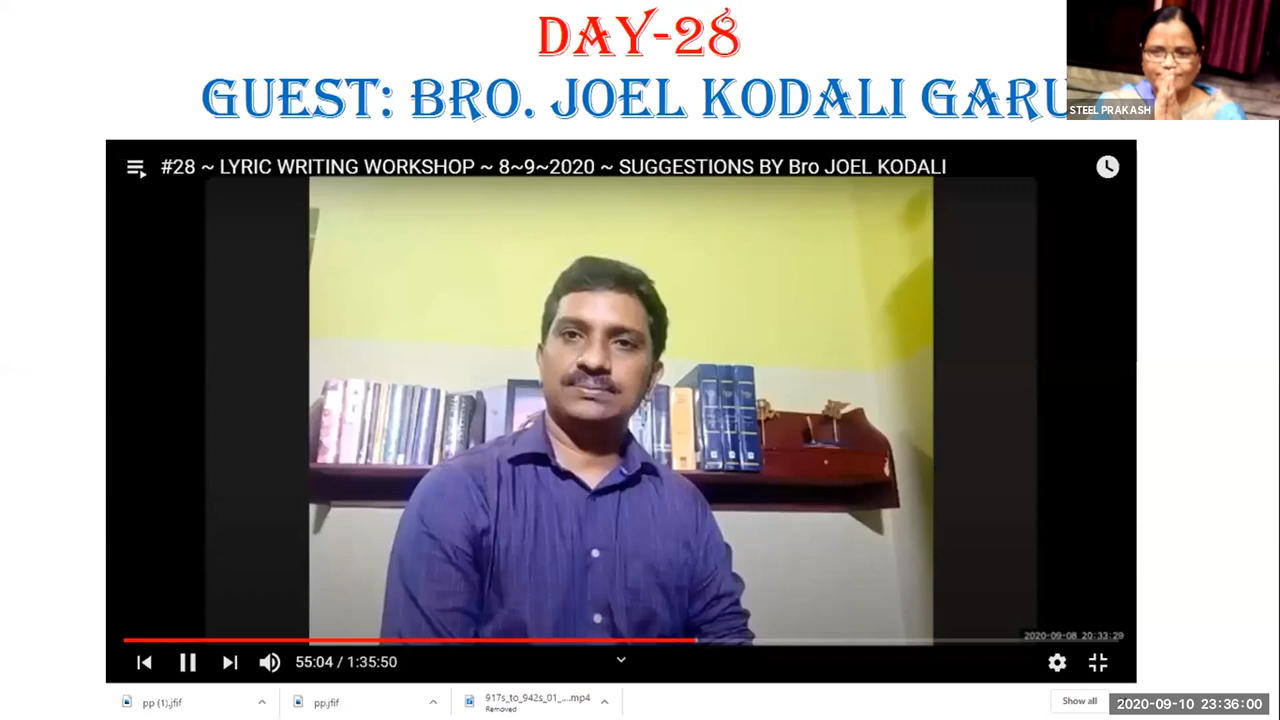 DAY-28
GUEST: BRO. JOEL KODALI GARU
STEEL PRAKASH
#28 ~ LYRIC WRITING WORKSHOP ~ 8~9~2020 ~ SUGGESTIONS BY Bro JOEL KODALI
2020-09-08 20:33:29
55:04 / 1:35:50
pp (1).jfif
pp.jfif
917s_to_942s_01_....mp4
Removed
Show all
2020-09-10 23:36:00